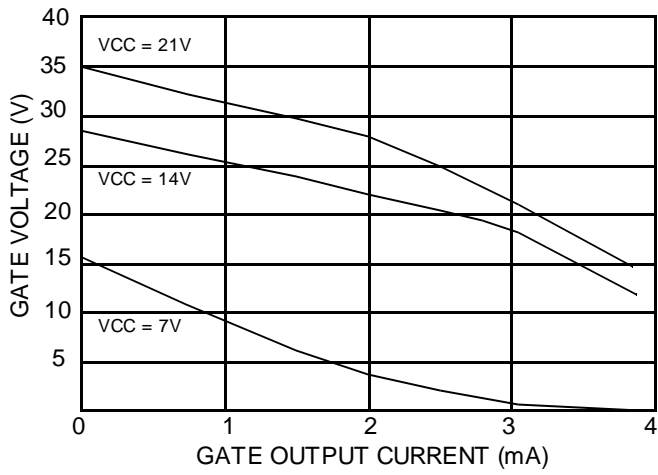 40
VCC = 21V
35
30
25
VCC = 14V
20
15
10
VCC = 7V
5
0 1 2 3 4
GATE VOLTAGE (V)
GATE OUTPUT CURRENT (mA)